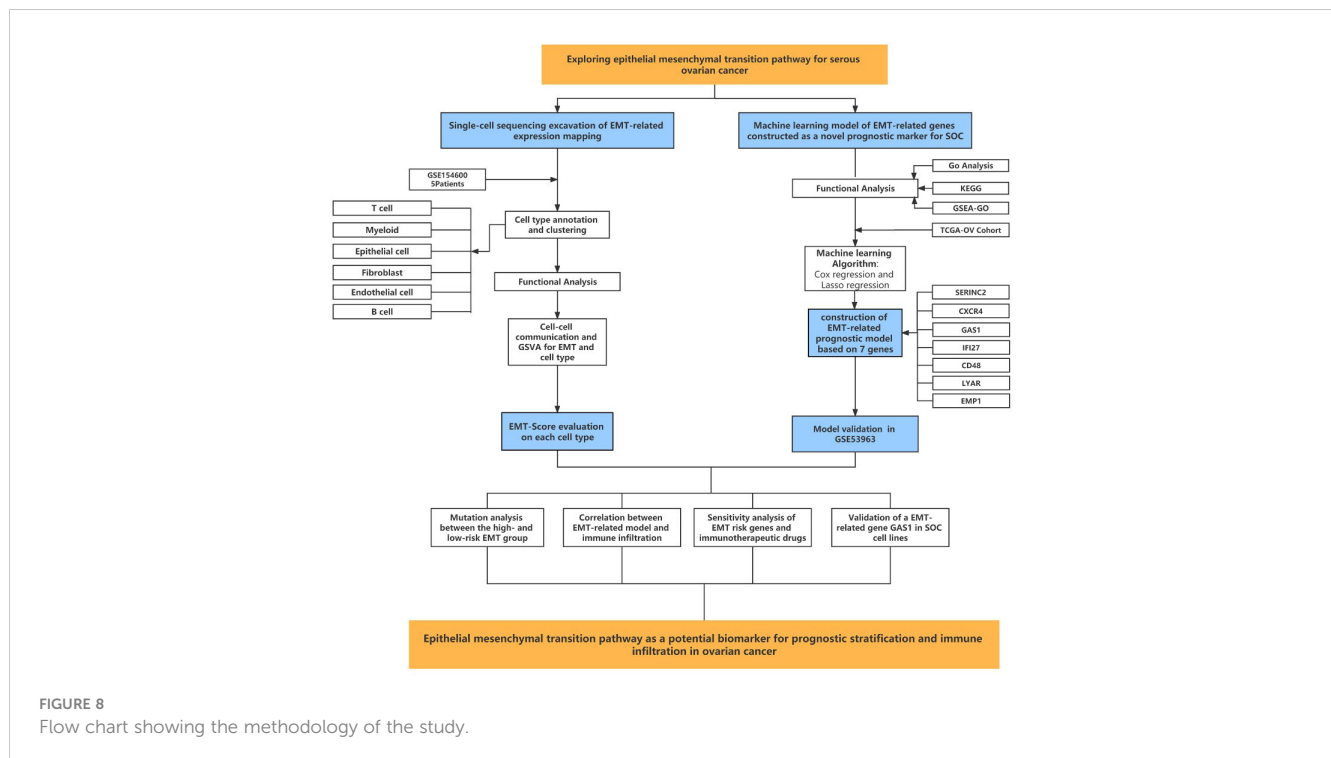 Exploring epithelial mesenchymal transition pathway for serous
ovarian cancer
Single-cell sequencing excavation of EMT-related
expression mapping
Machine learning model of EMT-related genes
constructed as a novel prognostic marker for SOC
GSE154600
5Patients
T cell
Myeloid
Epithelial cell
Fibroblast
Endothelial cell
B cell
Cell type annotation
and clustering
Functional Analysis
Cell-cell
communication and
GSVA for EMT and
cell type
EMT-Score evaluation
on each cell type
Functional Analysis
Go Analysis
KEGG
GSEA-GO
TCGA-OV Cohort
Machine learning
Algorithm:
Cox regression and
Lasso regression
construction of
EMT-related
prognostic model
based on 7 genes
SERINC2
CXCR4
GAS1
IFI27
CD48
LYAR
EMP1
Model validation in
GSE53963
Mutation analysis
between the high- and
low-risk EMT group
Correlation between
EMT-related model and
immune infiltration
Sensitivity analysis of
EMT risk genes and
immunotherapeutic drugs
Validation of a EMT-
related gene GAS1 in SOC
cell lines
Epithelial mesenchymal transition pathway as a potential biomarker for prognostic stratification and immune
infiltration in ovarian cancer
FIGURE 8
Flow chart showing the methodology of the study.